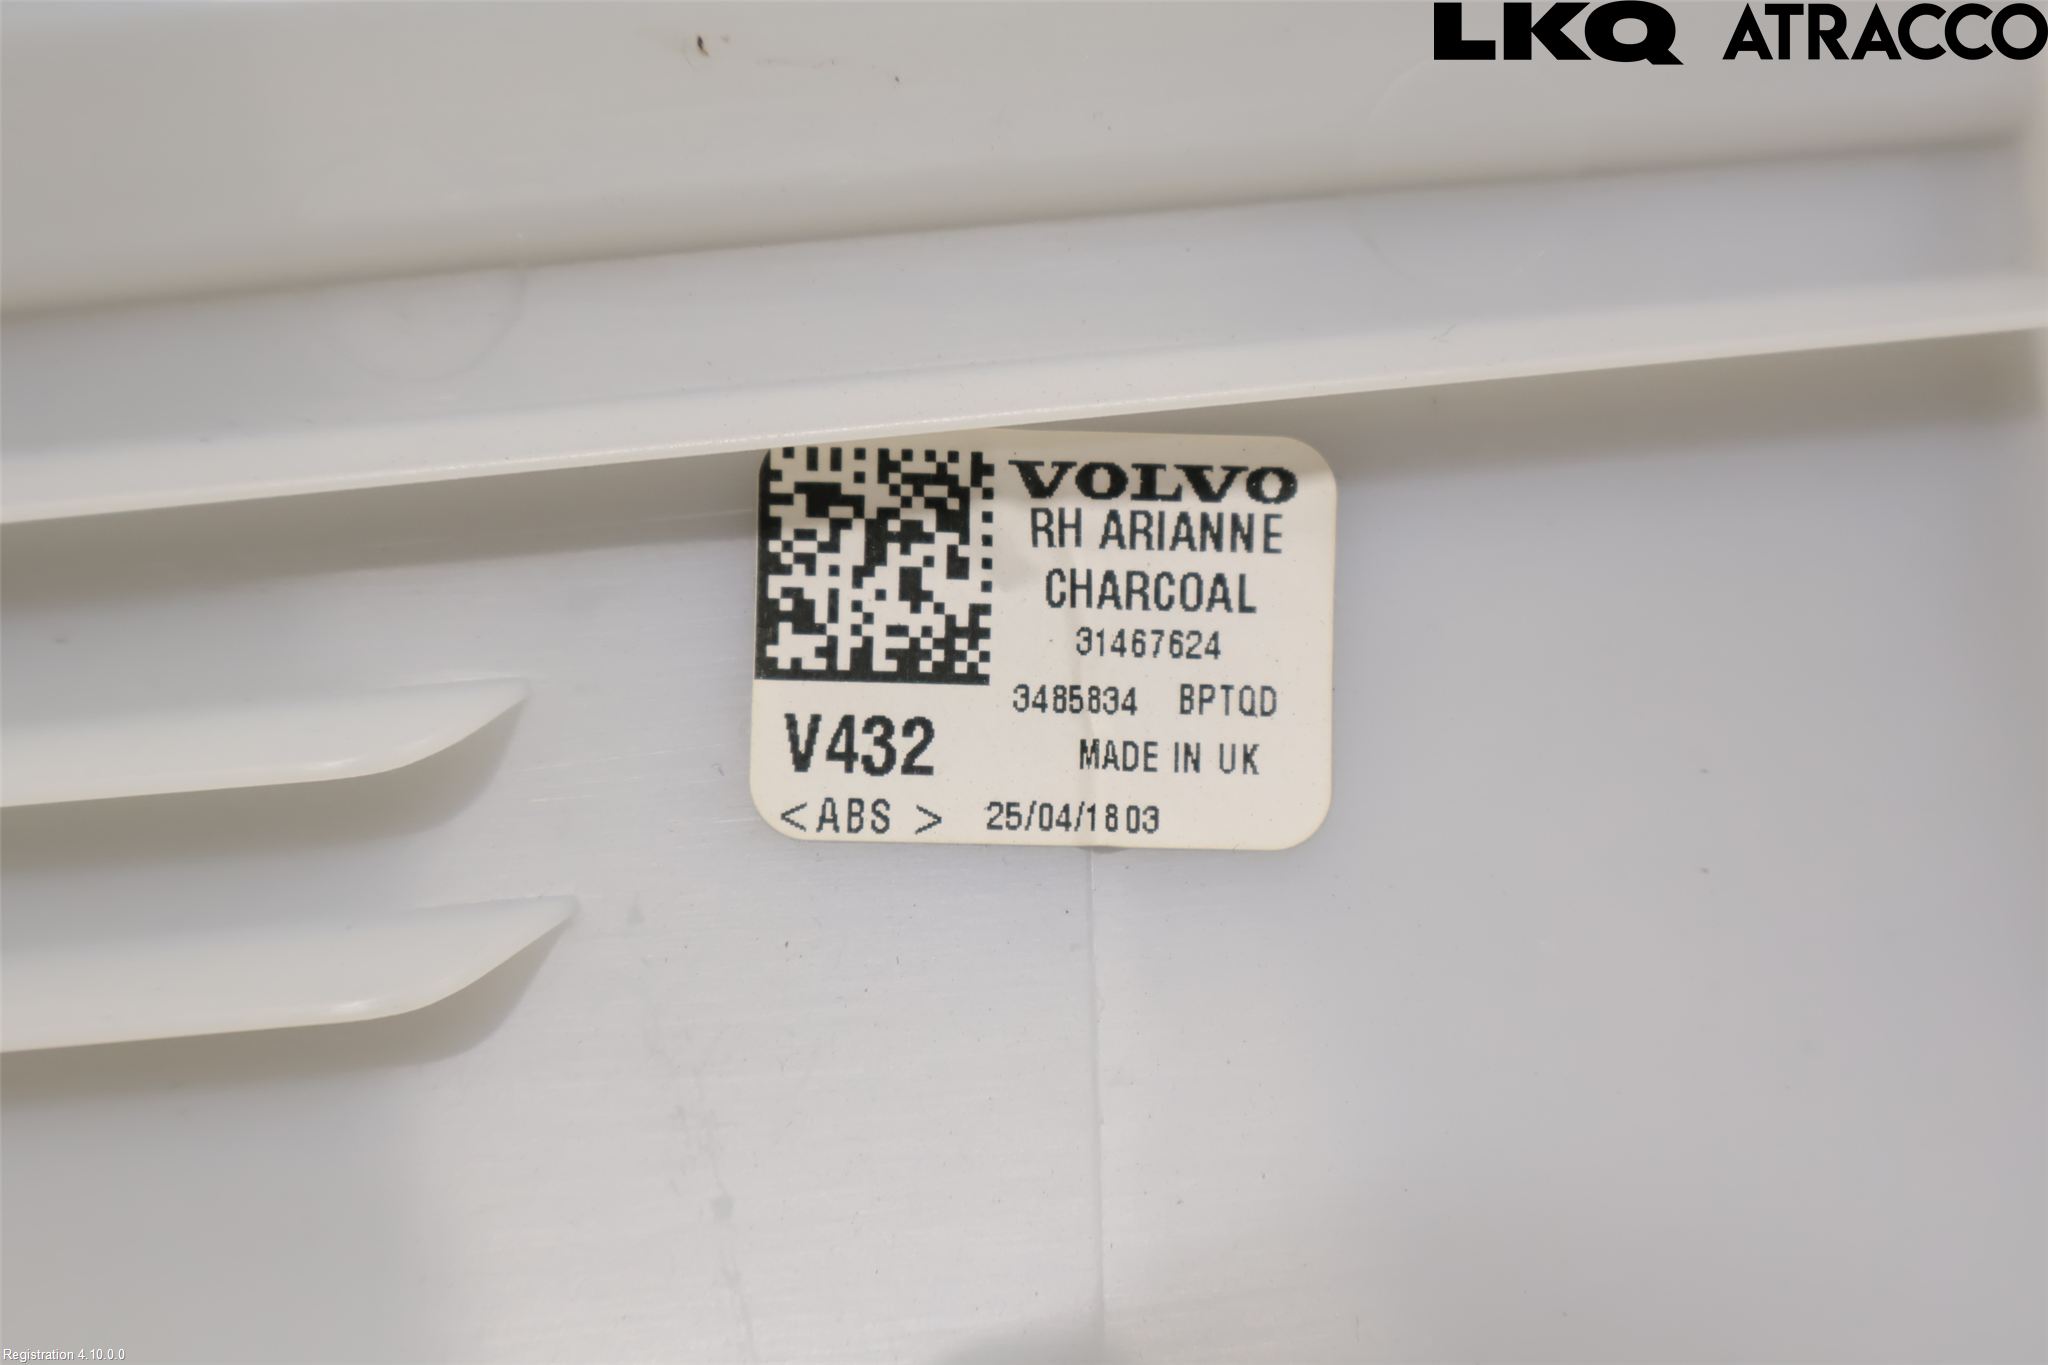 LKQ ATRACCO
VOLVO
RH ARIANNE
CHARCOAL
31467624
3485834 BPTQD
V432
MADE IN UK
<ABS > 25/04/1803
Registration 4.10.0.0